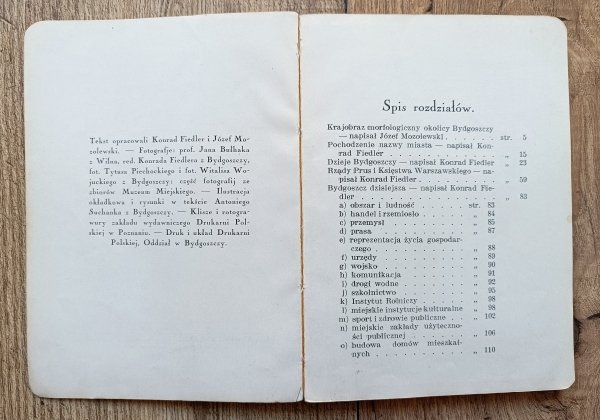 Tekst opracowali Konrad Fiedler i Józef Mo-
zolewski. — Fotografje: prof. Jana Bułhaka
z Wilna, red. Konrada Fiedlera z Bydgoszczy,
fot. Tytusa Piechockiego i fot. Witalisa Wo-
juckiego z Bydgoszczy; część fotografij ze
zbiorów Muzeum Miejskiego. — Ilustracja
okładkowa i rysunki w tekście Antoniego
Suchanka z Bydgoszczy. — Klisze i rotogra-
wury zakładu wydawniczego Drukarni Pol-
skiej w Poznaniu. — Druk i układ Drukarni
Polskiej, Oddział w Bydgoszczy.
Spis rozdziałów.
Krajobraz morfologiczny okolicy Bydgoszczy
— napisał Józef Mozolewski . . . . . str. 5
Pochodzenie nazwy miasta — napisał Kon-
rad Fiedler . . . . . . . . . . „ 15
Dzieje Bydgoszczy — napisał Konrad Fiedler „ 23
Rządy Prus i Księstwa Warszawskiego — na-
pisał Konrad Fiedler . . . . . . . „ 59
Bydgoszcz dzisiejsza — napisał Konrad Fie-
dler . . . . . . . . . . . . „ 83
a) obszar i ludność . . . . . str. 83
b) handel i rzemiosło . . . . „ 84
c) przemysł . . . . . . . „ 85
d) prasa . . . . . . . . „ 87
e) reprezentacja życia gospodar-
czego . . . . . . . . „ 88
f) urzędy . . . . . . . . „ 89
g) wojsko . . . . . . . . „ 90
h) komunikacja . . . . . . „ 91
i) drogi wodne . . . . . . „ 92
j) szkolnictwo . . . . . . „ 95
k) Instytut Rolniczy . . . . „ 98
l) miejskie instytucje kulturalne „ 98
m) sport i zdrowie publiczne . . „ 102
n) miejskie zakłady użyteczno-
ści publicznej . . . . . . „ 106
o) budowa domów mieszkal-
nych . . . . . . . . . „ 110